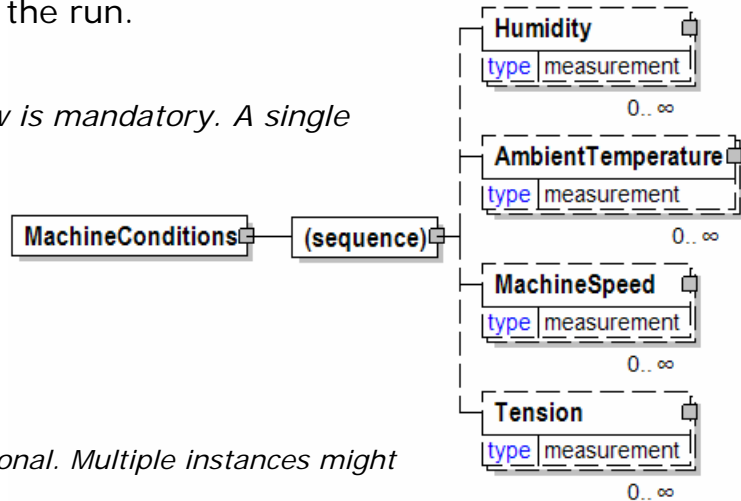 the run.
Humidity
type measurement
0.. ∞
is mandatory. A single
AmbientTemperature
type measurement
0.. ∞
MachineConditions
(sequence)
MachineSpeed
type measurement
0.. ∞
Tension
type measurement
0.. ∞
Multiple instances might